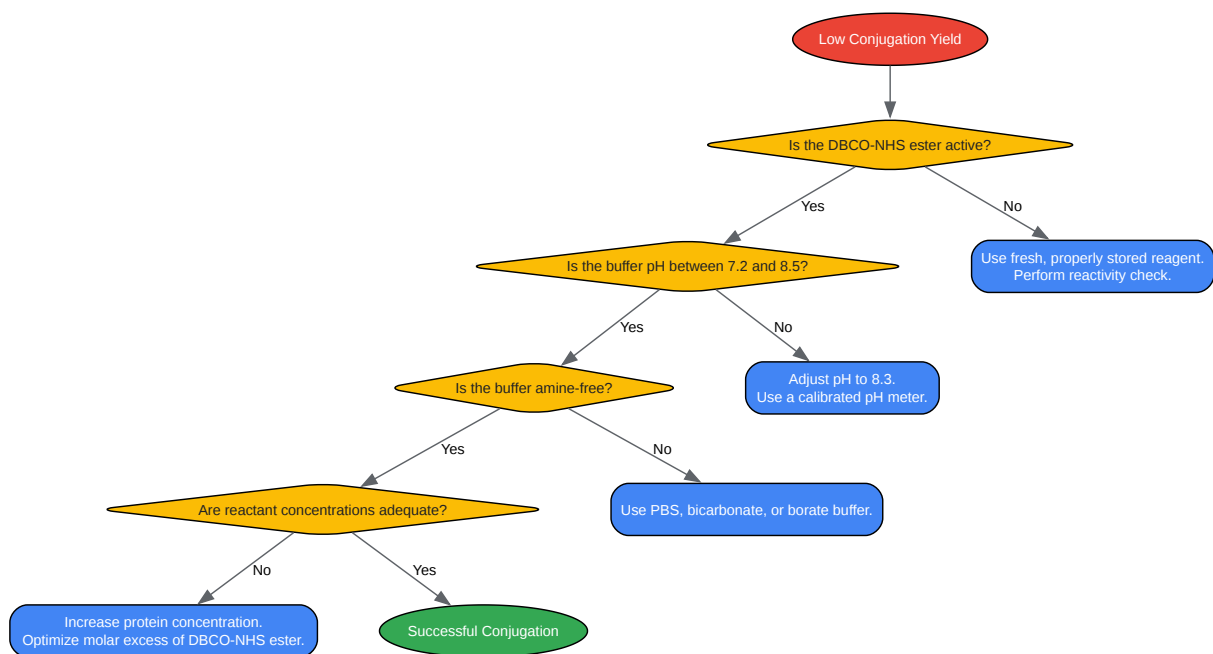 Low Conjugation Yield
Is the DBCO-NHS ester active?
Yes
No
Is the buffer pH between 7.2 and 8.5?
Use fresh, properly stored reagent.
Perform reactivity check.
Yes
No
Is the buffer amine-free?
Adjust pH to 8.3.
Use a calibrated pH meter.
Yes
No
Are reactant concentrations adequate?
Use PBS, bicarbonate, or borate buffer.
No
Yes
Increase protein concentration.
Optimize molar excess of DBCO-NHS ester.
Successful Conjugation